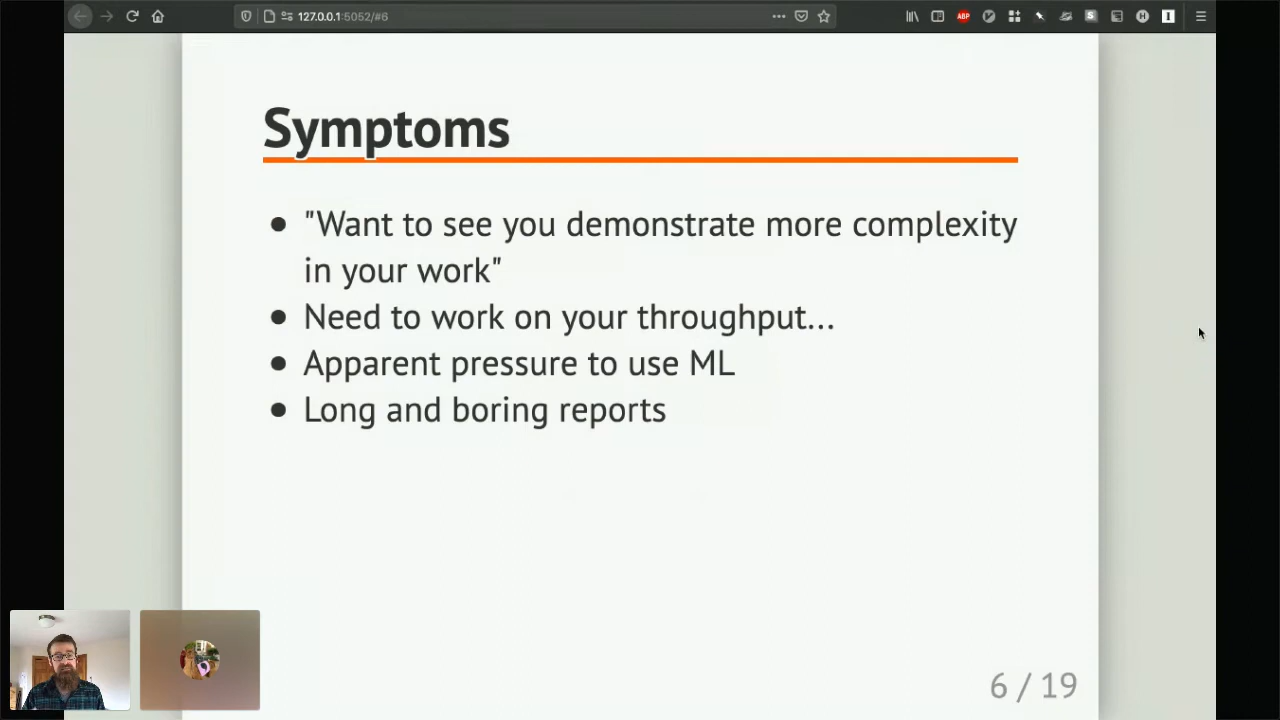 127.0.0.1:5052/#6
ABP
S
H
I
Symptoms
• "Want to see you demonstrate more complexity
in your work"
• Need to work on your throughput...
• Apparent pressure to use ML
• Long and boring reports
6 / 19